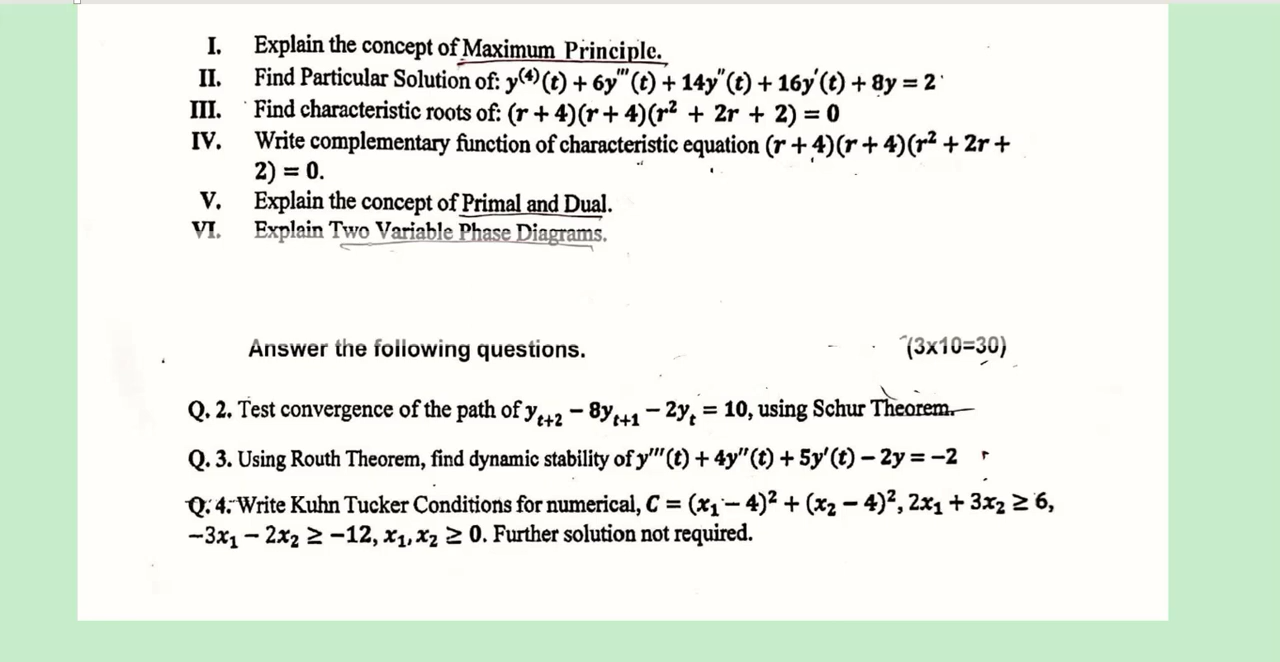 I. Explain the concept of Maximum Principle.
II. Find Particular Solution of: y⁽⁴⁾(t) + 6y‴(t) + 14y″(t) + 16y′(t) + 8y = 2
III. Find characteristic roots of: (r + 4)(r + 4)(r² + 2r + 2) = 0
IV. Write complementary function of characteristic equation (r + 4)(r + 4)(r² + 2r +
2) = 0.
V. Explain the concept of Primal and Dual.
VI. Explain Two Variable Phase Diagrams.
Answer the following questions. (3x10=30)
Q. 2. Test convergence of the path of yₜ₊₂ − 8yₜ₊₁ − 2yₜ = 10, using Schur Theorem.
Q. 3. Using Routh Theorem, find dynamic stability of y‴(t) + 4y″(t) + 5y′(t) − 2y = −2
Q. 4. Write Kuhn Tucker Conditions for numerical, C = (x₁ − 4)² + (x₂ − 4)², 2x₁ + 3x₂ ≥ 6,
−3x₁ − 2x₂ ≥ −12, x₁, x₂ ≥ 0. Further solution not required.